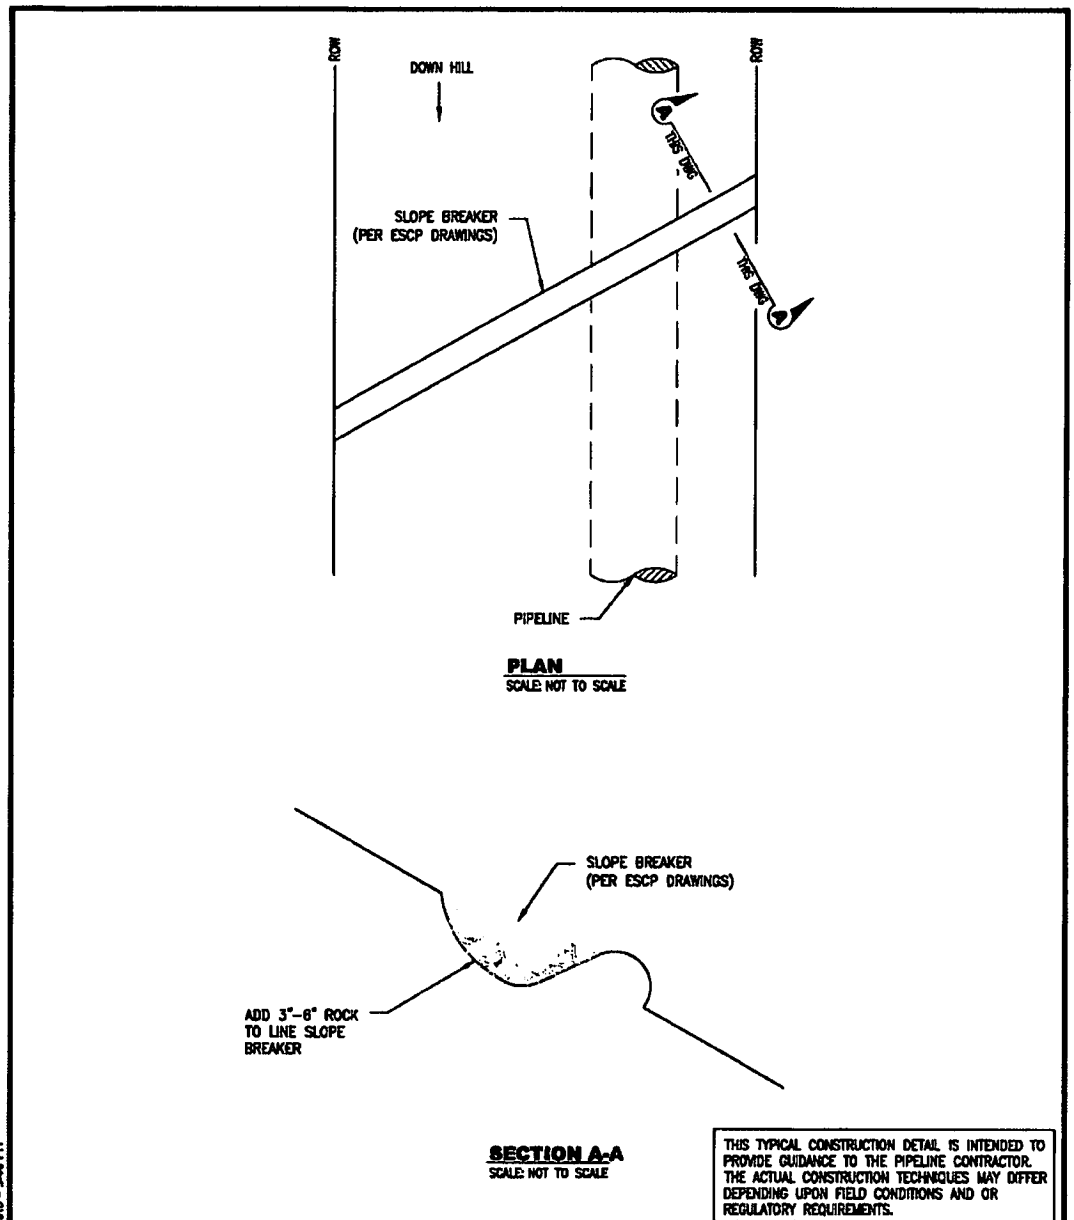 ROW
ROW
DOWN HILL
A
THIS DWG
SLOPE BREAKER
(PER ESCP DRAWINGS)
THIS DWG
A
PIPELINE
PLAN
SCALE: NOT TO SCALE
SLOPE BREAKER
(PER ESCP DRAWINGS)
ADD 3"-6" ROCK
TO LINE SLOPE
BREAKER
SECTION A-A
SCALE: NOT TO SCALE
THIS TYPICAL CONSTRUCTION DETAIL IS INTENDED TO
PROVIDE GUIDANCE TO THE PIPELINE CONTRACTOR.
THE ACTUAL CONSTRUCTION TECHNIQUES MAY DIFFER
DEPENDING UPON FIELD CONDITIONS AND OR
REGULATORY REQUIREMENTS.